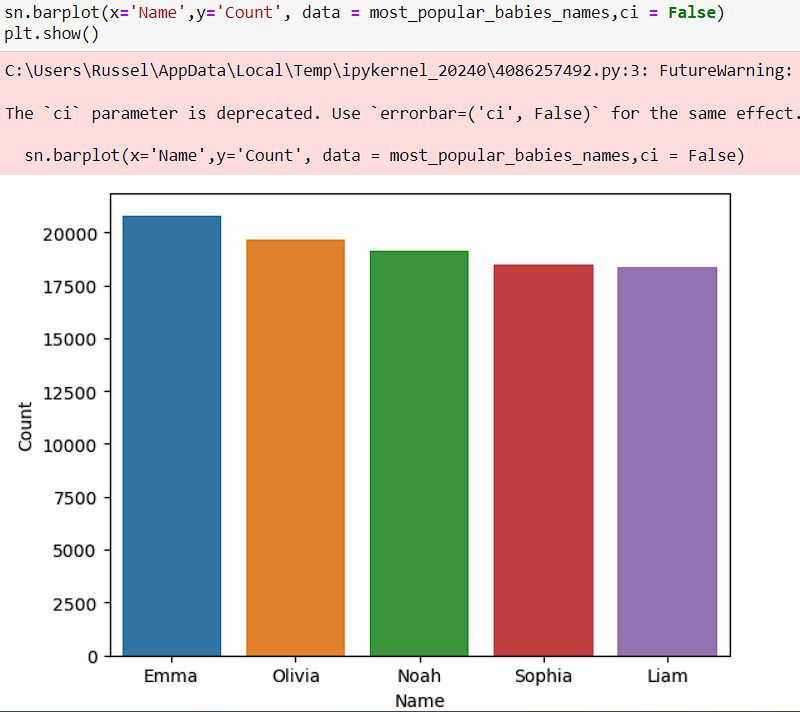 sn.barplot(x='Name',y='Count', data = most_popular_babies_names,ci = False)
plt.show()
C:\Users\Russel\AppData\Local\Temp\ipykernel_20240\4086257492.py:3: FutureWarning:
The `ci` parameter is deprecated. Use `errorbar=('ci', False)` for the same effect.
sn.barplot(x='Name',y='Count', data = most_popular_babies_names,ci = False)
20000
17500
15000
12500
10000
7500
5000
2500
0
Count
Emma Olivia Noah Sophia Liam
Name